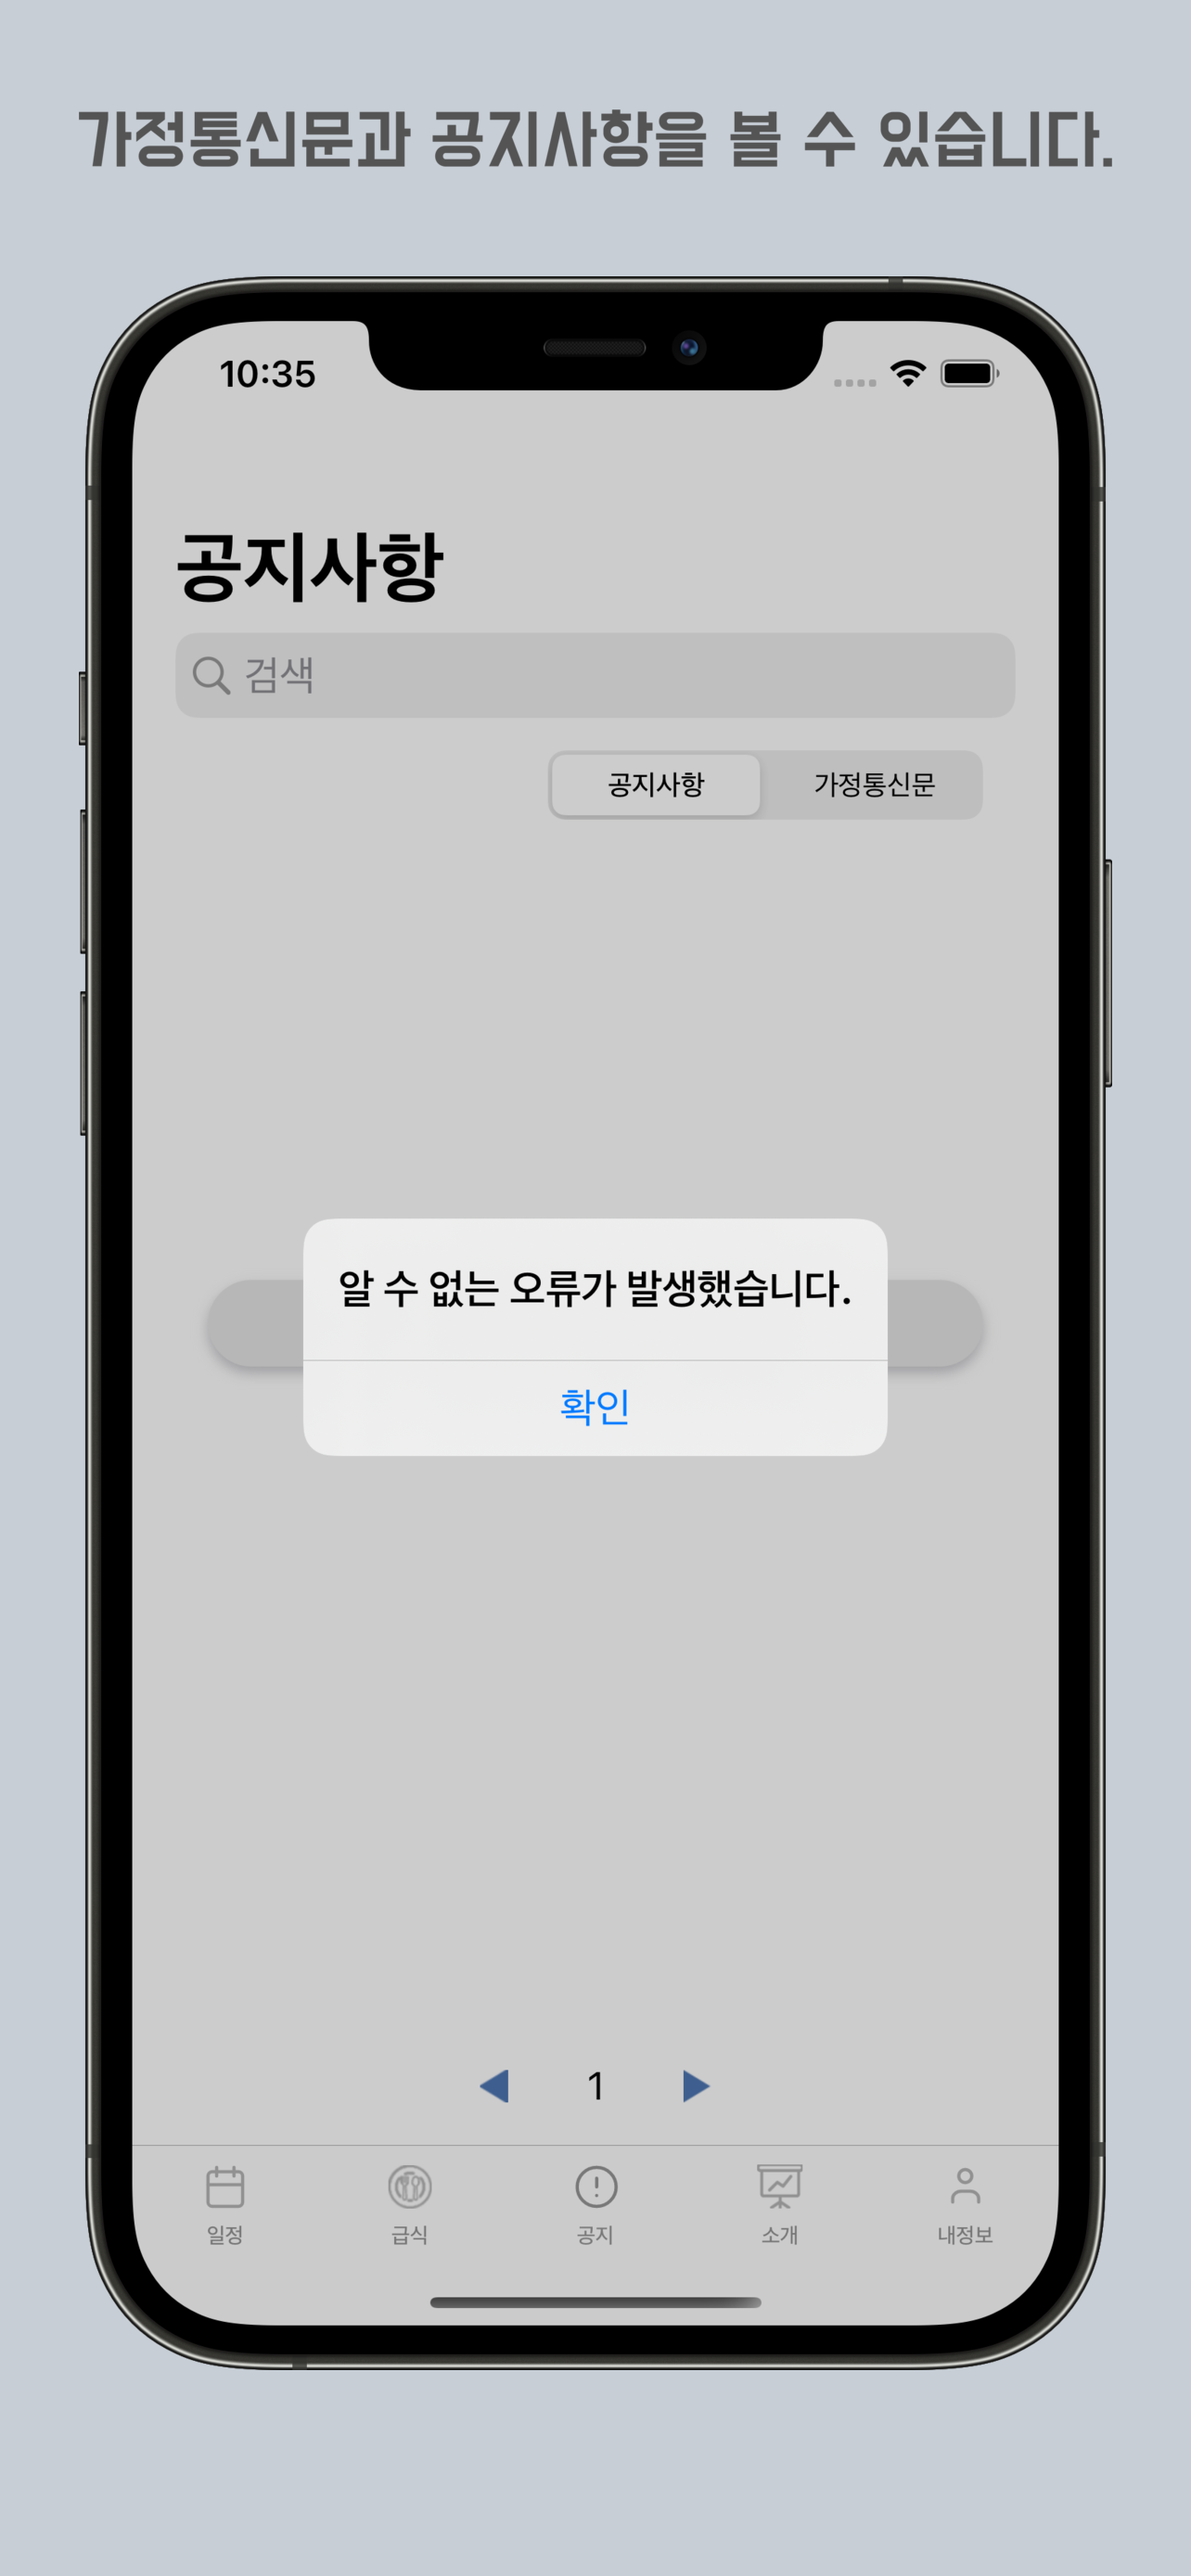 가정통신문과 공지사항을 볼 수 있습니다.
10:35
공지사항
검색
공지사항 가정통신문
알 수 없는 오류가 발생했습니다.
확인
1
일정 급식 공지 소개 내정보